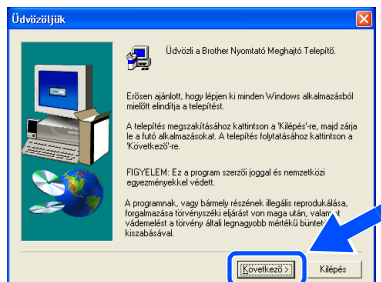 Üdvözöljük
Üdvözli a Brother Nyomtató Meghajtó Telepítő.
Erősen ajánlott, hogy lépjen ki minden Windows alkalmazásból
mielőtt elindítja a telepítést.
A telepítés megszakításához kattintson a 'Kilépés'-re, majd zárja
le a futó alkalmazásokat. A telepítés folytatásához kattintson a
'Következő'-re.
FIGYELEM: Ez a program szerzői joggal és nemzetközi
egyezményekkel védett.
A programnak, vagy bármely részének illegális reprodukálása,
forgalmazása törvényszéki eljárást von maga után, valamint
vádemelést a törvény általi legnagyobb mértékű
kiszabásával.
Következő >
Kilépés